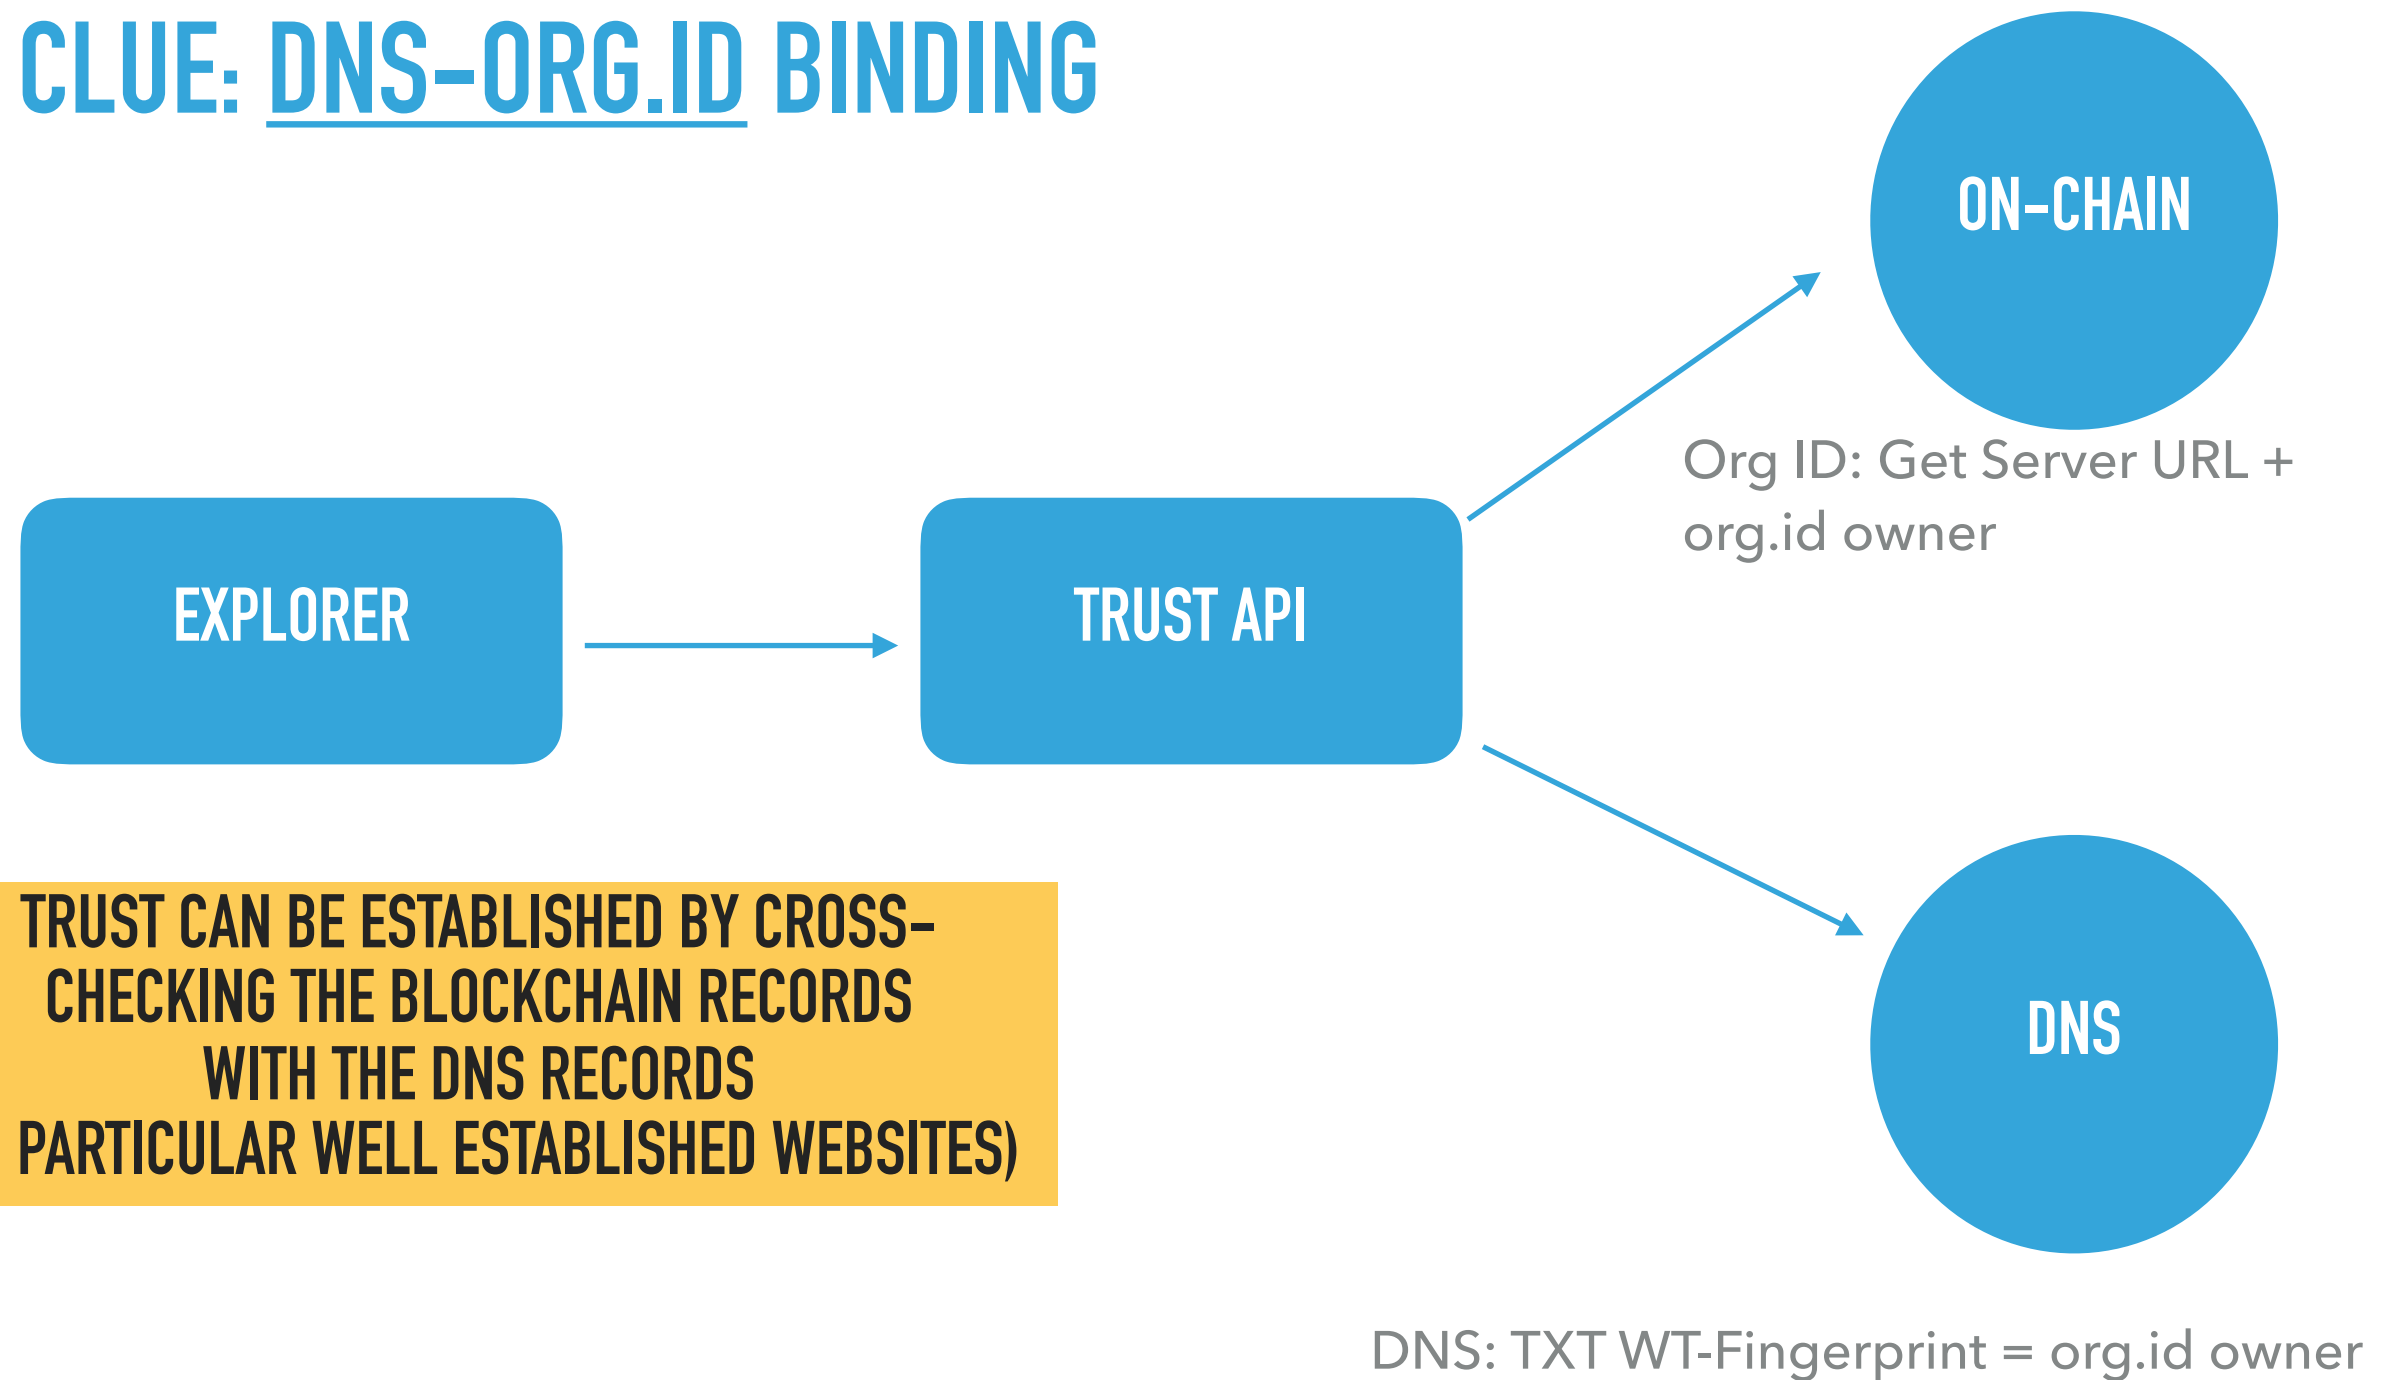 CLUE: DNS-ORG.ID BINDING
ON-CHAIN
Org ID: Get Server URL +
org.id owner
EXPLORER
TRUST API
TRUST CAN BE ESTABLISHED BY CROSS-
CHECKING THE BLOCKCHAIN RECORDS
WITH THE DNS RECORDS
PARTICULAR WELL ESTABLISHED WEBSITES)
DNS
DNS: TXT WT-Fingerprint = org.id owner